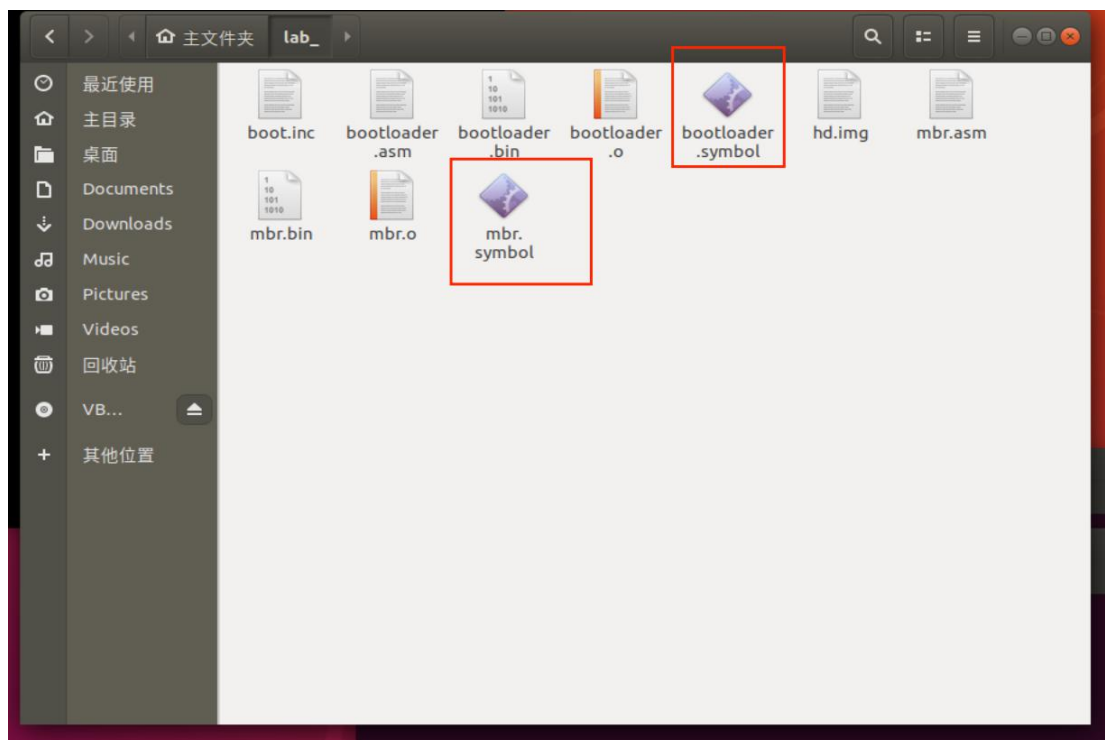 主文件夹 lab_
最近使用
主目录
桌面
Documents
Downloads
Music
Pictures
Videos
回收站
VB...
其他位置
boot.inc
bootloader
.asm
bootloader
.bin
bootloader
.o
bootloader
.symbol
hd.img
mbr.asm
mbr.bin
mbr.o
mbr.
symbol